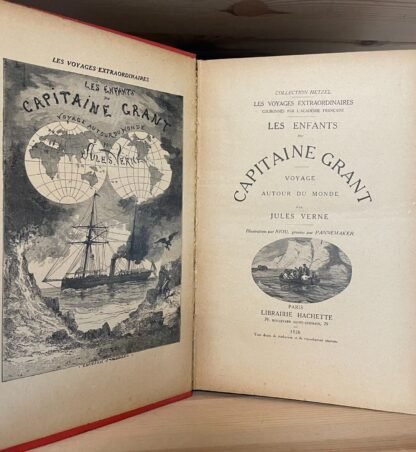 LES VOYAGES EXTRAORDINAIRES
LES ENFANTS
DU
CAPITAINE GRANT
VOYAGE AUTOUR DU MONDE
JULES VERNE
COLLECTION HETZEL
LES VOYAGES EXTRAORDINAIRES
COURONNÉS PAR L'ACADÉMIE FRANÇAISE
LES ENFANTS
DU
CAPITAINE GRANT
VOYAGE
AUTOUR DU MONDE
PAR
JULES VERNE
Illustrations par RIOU, gravées par PANNEMAKER
PARIS
LIBRAIRIE HACHETTE
79, BOULEVARD SAINT-GERMAIN, 79
1928
Tous droits de traduction et de reproduction réservés.